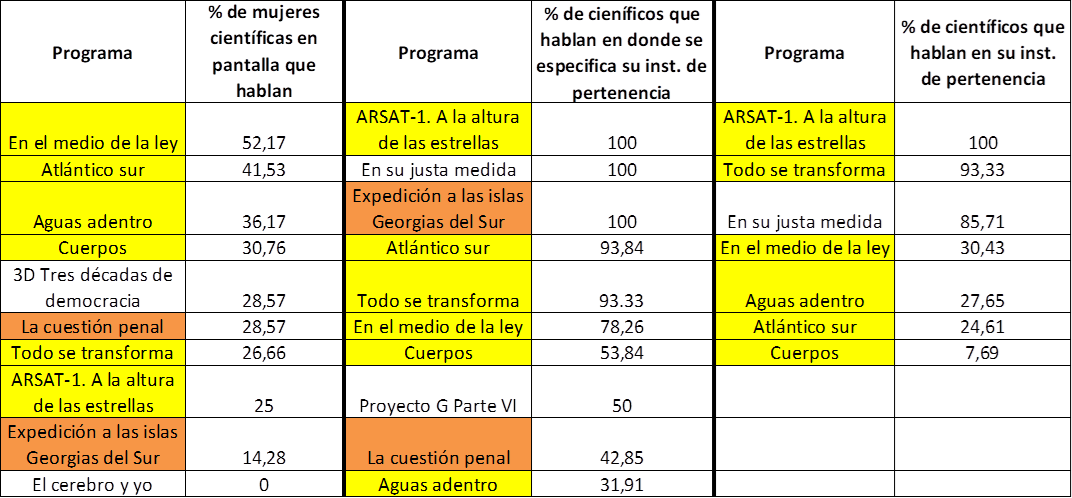 Programa
% de mujeres
científicas en
pantalla que
hablan
Programa
% de cieníficos que
hablan en donde se
especifica su inst. de
pertenencia
Programa
% de científicos que
hablan en su inst.
de pertenencia
En el medio de la ley 52,17
ARSAT-1. A la altura
de las estrellas 100
ARSAT-1. A la altura
de las estrellas 100
Atlántico sur 41,53
En su justa medida 100
Todo se transforma 93,33
Aguas adentro 36,17
Expedición a las islas
Georgias del Sur 100
En su justa medida 85,71
Cuerpos 30,76
Atlántico sur 93,84
En el medio de la ley 30,43
3D Tres décadas de
democracia 28,57
Todo se transforma 93.33
Aguas adentro 27,65
La cuestión penal 28,57
En el medio de la ley 78,26
Atlántico sur 24,61
Todo se transforma 26,66
Cuerpos 53,84
Cuerpos 7,69
ARSAT-1. A la altura
de las estrellas 25
Proyecto G Parte VI 50
Expedición a las islas
Georgias del Sur 14,28
La cuestión penal 42,85
El cerebro y yo 0
Aguas adentro 31,91